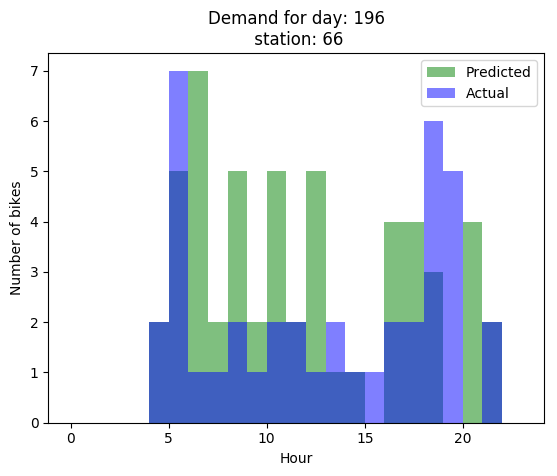 Demand for day: 196
station: 66
Predicted
Actual
Number of bikes
7
6
5
4
3
2
1
0
0 5 10 15 20
Hour